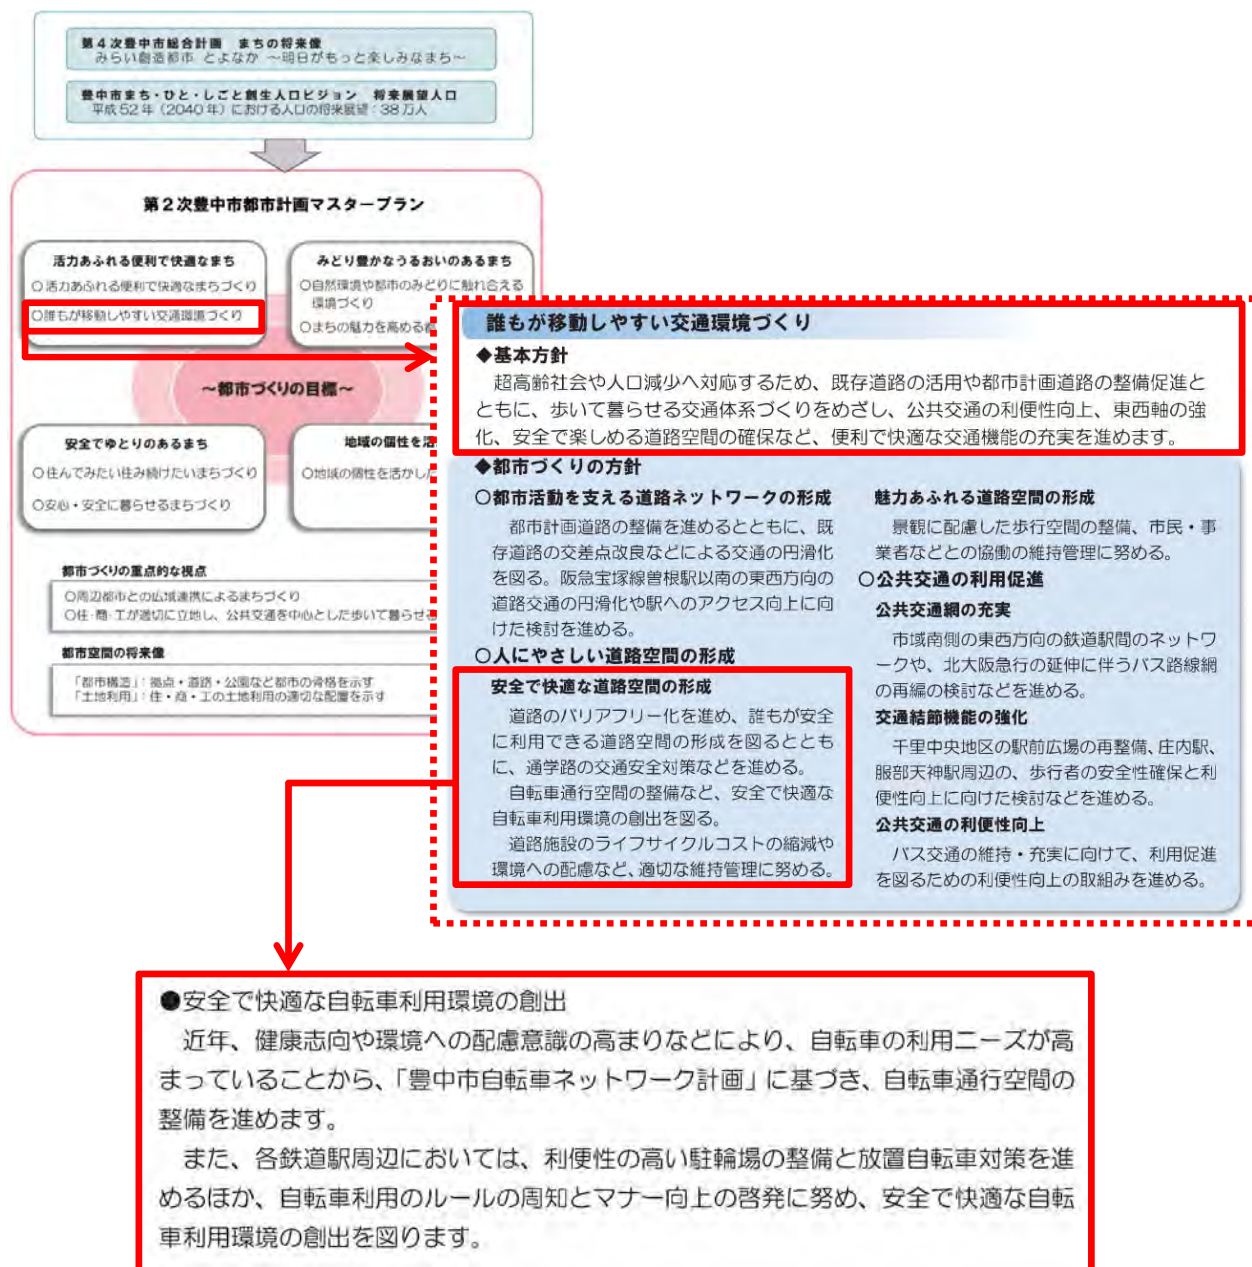 第4次豊中市総合計画　まちの将来像
みらい創造都市 とよなか ～明日がもっと楽しみなまち～
豊中市まち・ひと・しごと創生人口ビジョン　将来展望人口
平成52年（2040年）における人口の将来展望：38万人
第2次豊中市都市計画マスタープラン
活力あふれる便利で快適なまち
○活力あふれる便利で快適なまちづくり
○誰もが移動しやすい交通環境づくり
みどり豊かなうるおいのあるまち
○自然環境や都市のみどりに触れ合える
環境づくり
○まちの魅力を高める
～都市づくりの目標～
安全でゆとりのあるまち
○住んでみたい住み続けたいまちづくり
○安心・安全に暮らせるまちづくり
地域の個性を活
○地域の個性を活かした
都市づくりの重点的な視点
○周辺都市との広域連携によるまちづくり
○住・商・工が適切に立地し、公共交通を中心とした歩いて暮らせる
都市空間の将来像
「都市構造」：拠点・道路・公園など都市の骨格を示す
「土地利用」：住・商・工の土地利用の適切な配置を示す
誰もが移動しやすい交通環境づくり
◆基本方針
超高齢社会や人口減少へ対応するため、既存道路の活用や都市計画道路の整備促進と
ともに、歩いて暮らせる交通体系づくりをめざし、公共交通の利便性向上、東西軸の強
化、安全で楽しめる道路空間の確保など、便利で快適な交通機能の充実を進めます。
◆都市づくりの方針
○都市活動を支える道路ネットワークの形成
都市計画道路の整備を進めるとともに、既
存道路の交差点改良などによる交通の円滑化
を図る。阪急宝塚線曽根駅以南の東西方向の
道路交通の円滑化や駅へのアクセス向上に向
けた検討を進める。
○人にやさしい道路空間の形成
安全で快適な道路空間の形成
道路のバリアフリー化を進め、誰もが安全
に利用できる道路空間の形成を図るととも
に、通学路の交通安全対策などを進める。
自転車通行空間の整備など、安全で快適な
自転車利用環境の創出を図る。
道路施設のライフサイクルコストの縮減や
環境への配慮など、適切な維持管理に努める。
魅力あふれる道路空間の形成
景観に配慮した歩行空間の整備、市民・事
業者などとの協働の維持管理に努める。
○公共交通の利用促進
公共交通網の充実
市域南側の東西方向の鉄道駅間のネットワ
ークや、北大阪急行の延伸に伴うバス路線網
の再編の検討などを進める。
交通結節機能の強化
千里中央地区の駅前広場の再整備、庄内駅、
服部天神駅周辺の、歩行者の安全性確保と利
便性向上に向けた検討などを進める。
公共交通の利便性向上
バス交通の維持・充実に向けて、利用促進
を図るための利便性向上の取組みを進める。
●安全で快適な自転車利用環境の創出
近年、健康志向や環境への配慮意識の高まりなどにより、自転車の利用ニーズが高
まっていることから、「豊中市自転車ネットワーク計画」に基づき、自転車通行空間の
整備を進めます。
また、各鉄道駅周辺においては、利便性の高い駐輪場の整備と放置自転車対策を進
めるほか、自転車利用のルールの周知とマナー向上の啓発に努め、安全で快適な自転
車利用環境の創出を図ります。